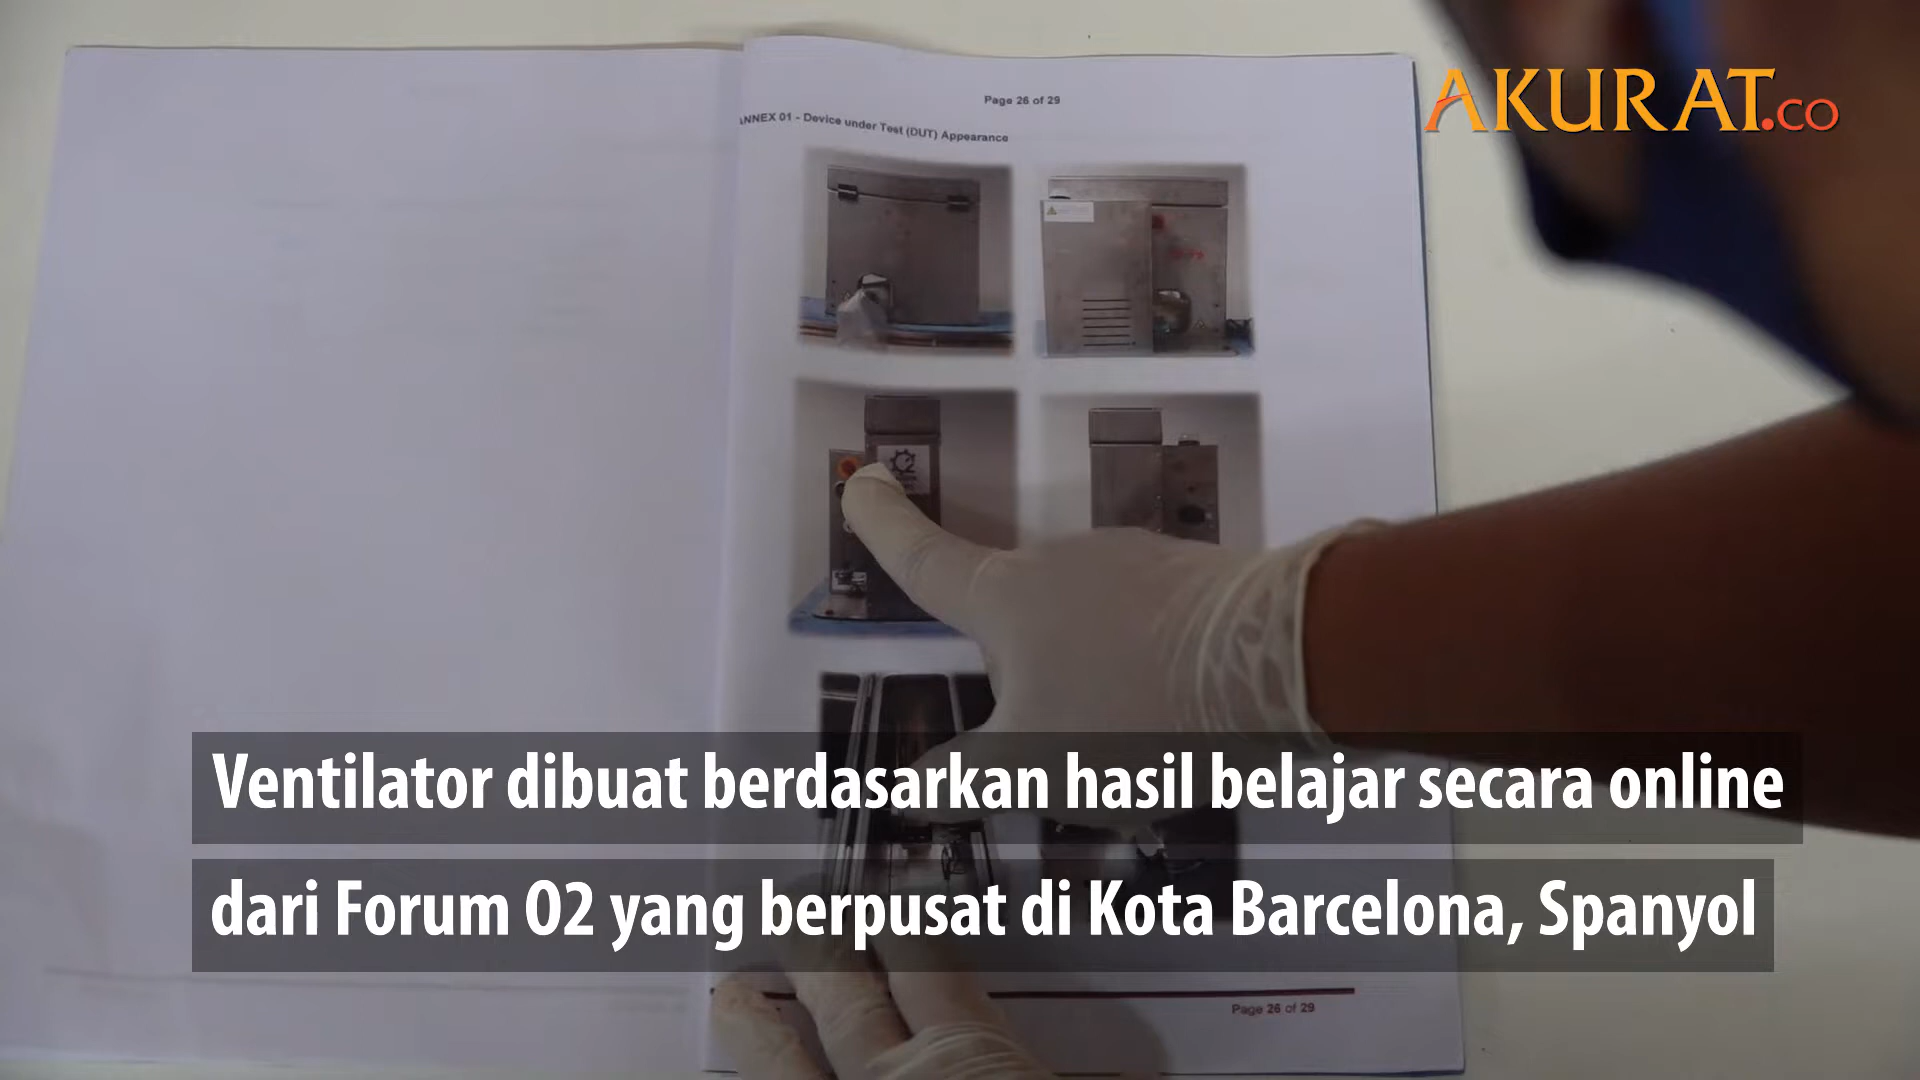 AKURAT.CO
Page 26 of 29
ANNEX 01 - Device under Test (DUT) Appearance
Ventilator dibuat berdasarkan hasil belajar secara online
dari Forum O2 yang berpusat di Kota Barcelona, Spanyol
Page 26 of 29